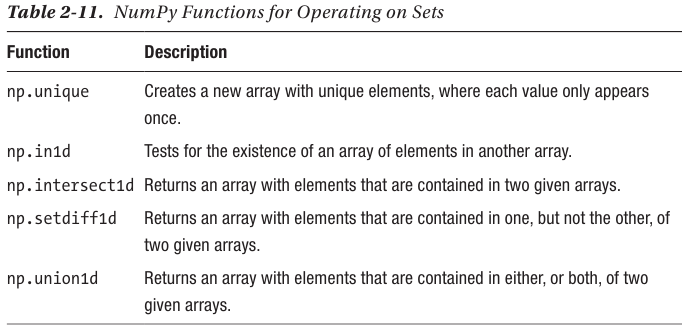 Table 2-11. NumPy Functions for Operating on Sets
Function Description
np.unique Creates a new array with unique elements, where each value only appears
once.
np.in1d Tests for the existence of an array of elements in another array.
np.intersect1d Returns an array with elements that are contained in two given arrays.
np.setdiff1d Returns an array with elements that are contained in one, but not the other, of
two given arrays.
np.union1d Returns an array with elements that are contained in either, or both, of two
given arrays.